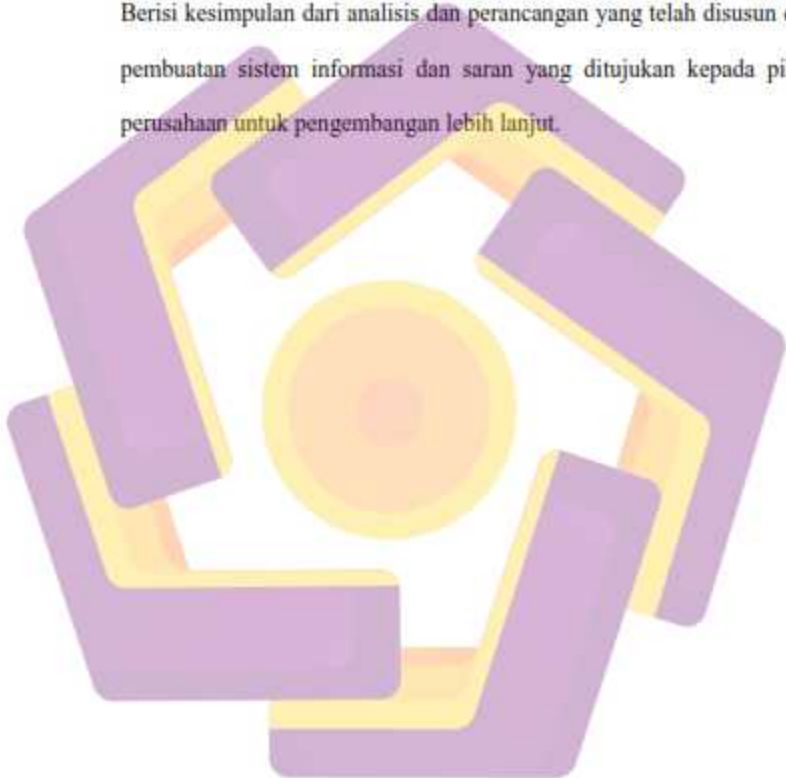 Berisi kesimpulan dari analisis dan perancangan yang telah disusun
pembuatan sistem informasi dan saran yang ditujukan kepada
perusahaan untuk pengembangan lebih lanjut.